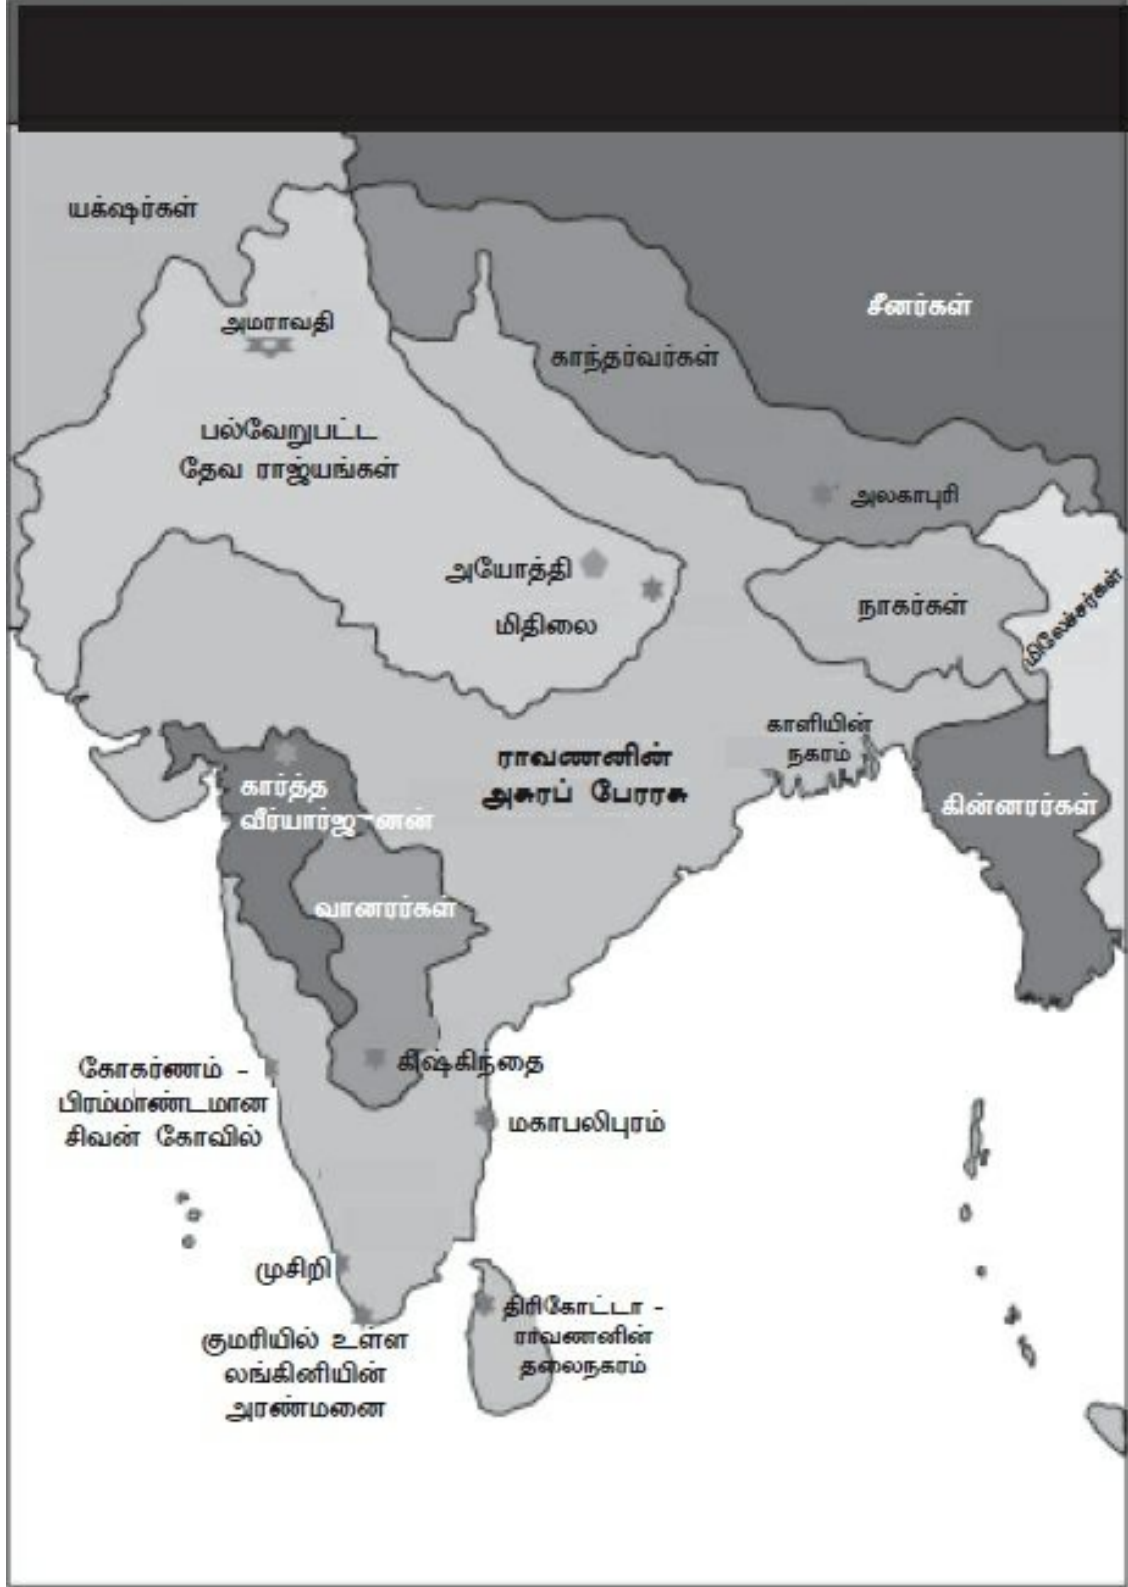 யக்ஷர்கள்
சீனர்கள்
அமராவதி
காந்தர்வர்கள்
பல்வேறுபட்ட
தேவ ராஜ்யங்கள்
அலகாபுரி
அயோத்தி
மிதிலை
நாகர்கள்
மிலேச்சர்கள்
காளியின்
நகரம்
ராவணனின்
அசுரப் பேரரசு
கார்த்த
வீர்யார்ஜுனன்
கின்னரர்கள்
வானரர்கள்
கிஷ்கிந்தை
கோகர்ணம் -
பிரம்மாண்டமான
சிவன் கோவில்
மகாபலிபுரம்
முசிறி
குமரியில் உள்ள
லங்கினியின்
அரண்மனை
திரிகோட்டா -
ராவணனின்
தலைநகரம்